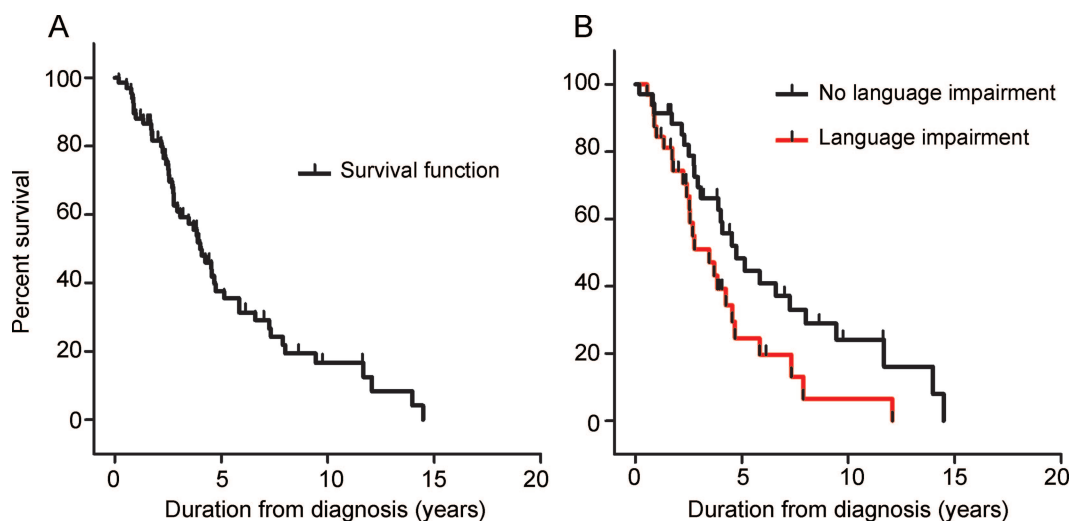 A
B
100
80
60
40
20
0
Percent survival
Survival function
0
5
10
15
20
Duration from diagnosis (years)
100
80
60
40
20
0
No language impairment
Language impairment
0
5
10
15
20
Duration from diagnosis (years)